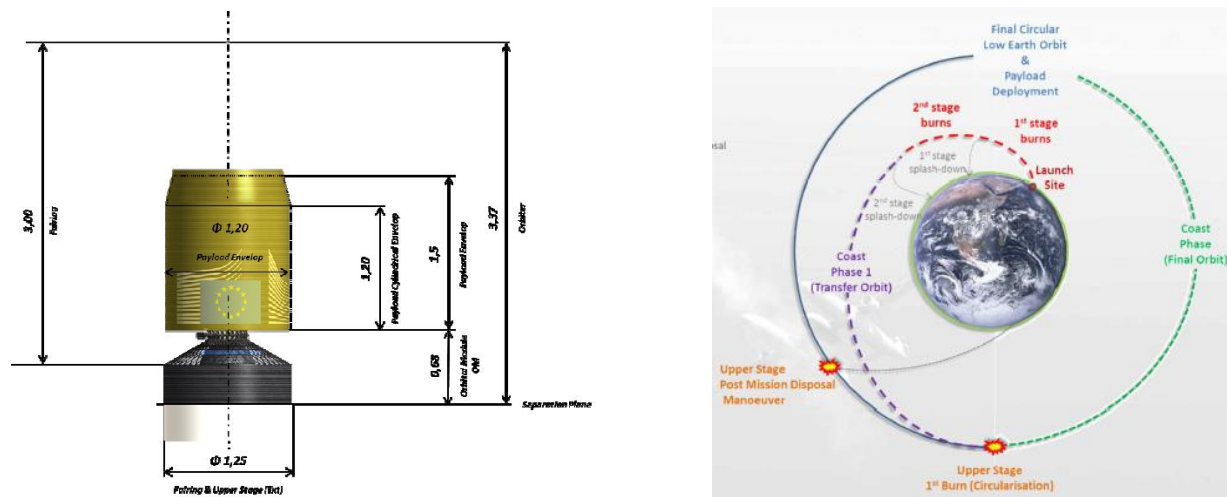 3,00
Fairing
Φ 1,20
Payload Envelop
3,20
Payload Cylindrical Envelop
1,5
Payload Envelop
3,37
Orbiter
0,68
Orbital Module
OM
Separation Plane
Φ 1,25
Fairing & Upper Stage (Ext)
Final Circular
Low Earth Orbit
&
Payload
Deployment
2nd stage
burns
1st stage
burns
1st stage
splash-down
Launch
Site
2nd stage
splash-down
Coast
Phase 1
(Transfer Orbit)
Coast
Phase
(Final Orbit)
Upper Stage
Post Mission Disposal
Manoeuver
Upper Stage
1st Burn (Circularisation)